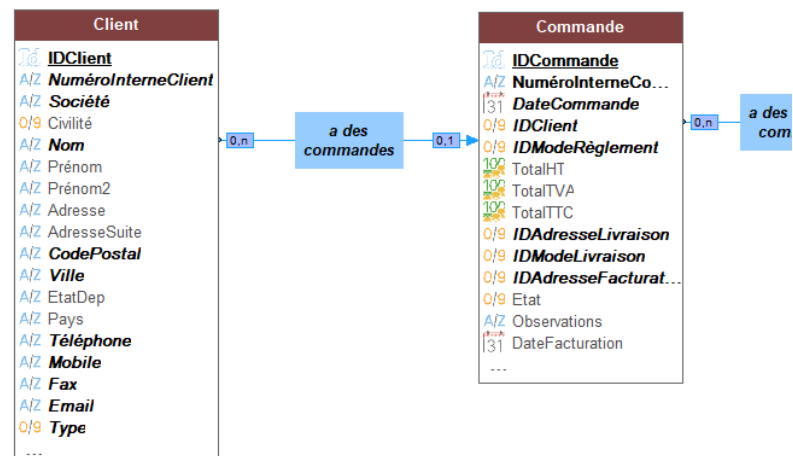 Client
IDClient
NuméroInterneClient
Société
Civilité
Nom
Prénom
Prénom2
Adresse
AdresseSuite
CodePostal
Ville
EtatDep
Pays
Téléphone
Mobile
Fax
Email
Type
...
0,n
a des
commandes
0,1
Commande
IDCommande
NuméroInterneCo...
DateCommande
IDClient
IDModeRèglement
TotalHT
TotalTVA
TotalTTC
IDAdresseLivraison
IDModeLivraison
IDAdresseFacturat...
Etat
Observations
DateFacturation
...
0,n
a des
com